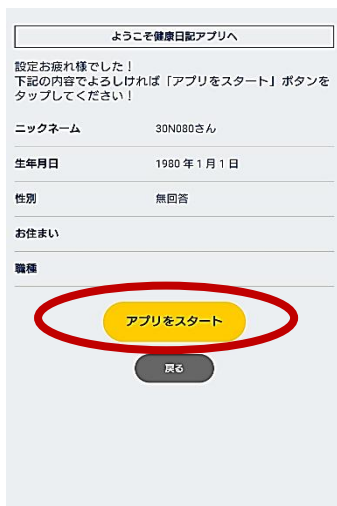 ようこそ健康日記アプリへ
設定お疲れ様でした！
下記の内容でよろしければ「アプリをスタート」ボタンを
タップしてください！
ニックネーム 30N080さん
生年月日 1980 年 1 月 1 日
性別 無回答
お住まい
職種
アプリをスタート
戻る